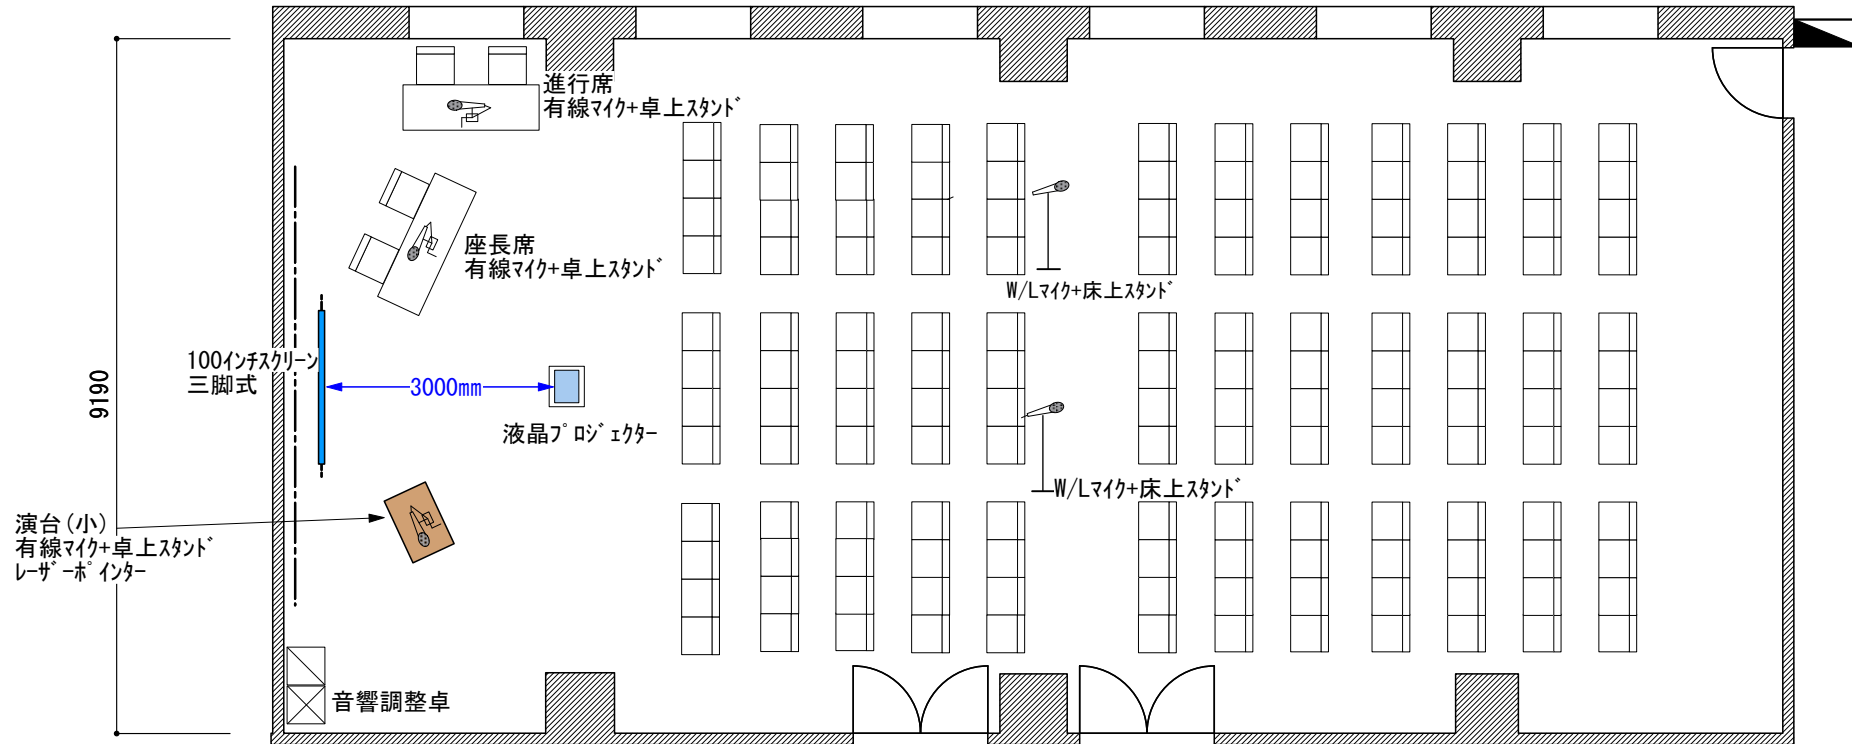 進行席
有線ﾏｲｸ+卓上ｽﾀﾝﾄﾞ
座長席
有線ﾏｲｸ+卓上ｽﾀﾝﾄﾞ
W/Lﾏｲｸ+床上ｽﾀﾝﾄﾞ
100ｲﾝﾁｽｸﾘｰﾝ
三脚式
3000mm
9190
液晶ﾌﾟﾛｼﾞｪｸﾀｰ
W/Lﾏｲｸ+床上ｽﾀﾝﾄﾞ
演台(小)
有線ﾏｲｸ+卓上ｽﾀﾝﾄﾞ
ﾚｰｻﾞｰﾎﾟｲﾝﾀｰ
音響調整卓